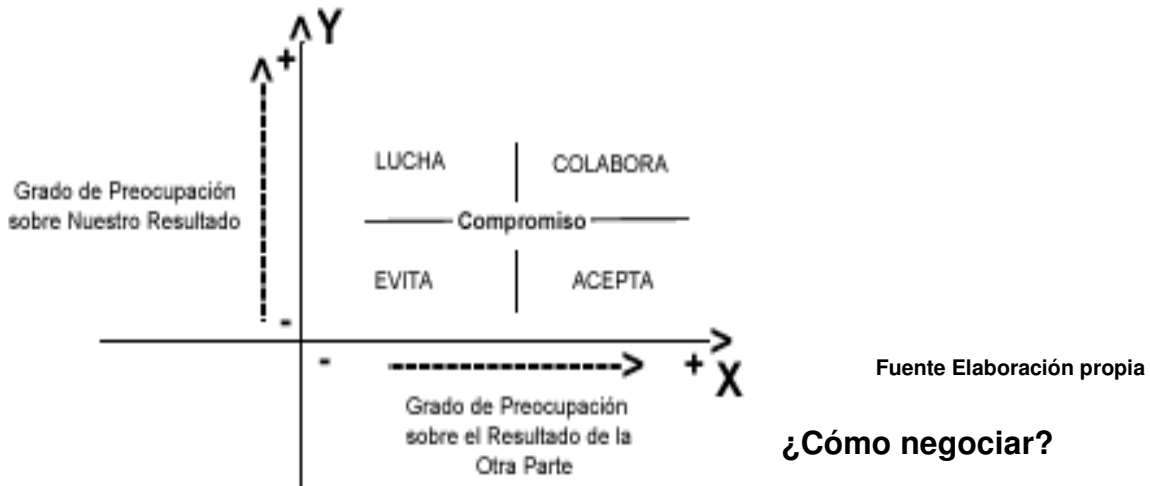 Y
+
Grado de Preocupación
sobre Nuestro Resultado
LUCHA
COLABORA
Compromiso
EVITA
ACEPTA
-
-
+
X
Grado de Preocupación
sobre el Resultado de la
Otra Parte
Fuente Elaboración propia
¿Cómo negociar?